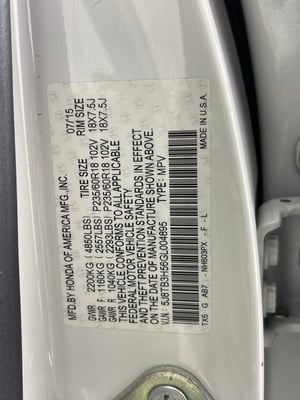 MFD.BY HONDA OF AMERICA MFG.,INC. 07/15
TIRE SIZE RIM SIZE
GVWR 2200KG ( 4850LBS)
GAWR F 1160KG ( 2557LBS) P235/60R18 102V 18X7.5J
GAWR R 1040KG ( 2293LBS) P235/60R18 102V 18X7.5J
THIS VEHICLE CONFORMS TO ALL APPLICABLE
FEDERAL MOTOR VEHICLE SAFETY
AND THEFT PREVENTION STANDARDS IN EFFECT
ON THE DATE OF MANUFACTURE SHOWN ABOVE.
5J8TB3H56GL004895 TYPE: MPV
TX5 G AB7 - NH603PX - F - L MADE IN U.S.A.